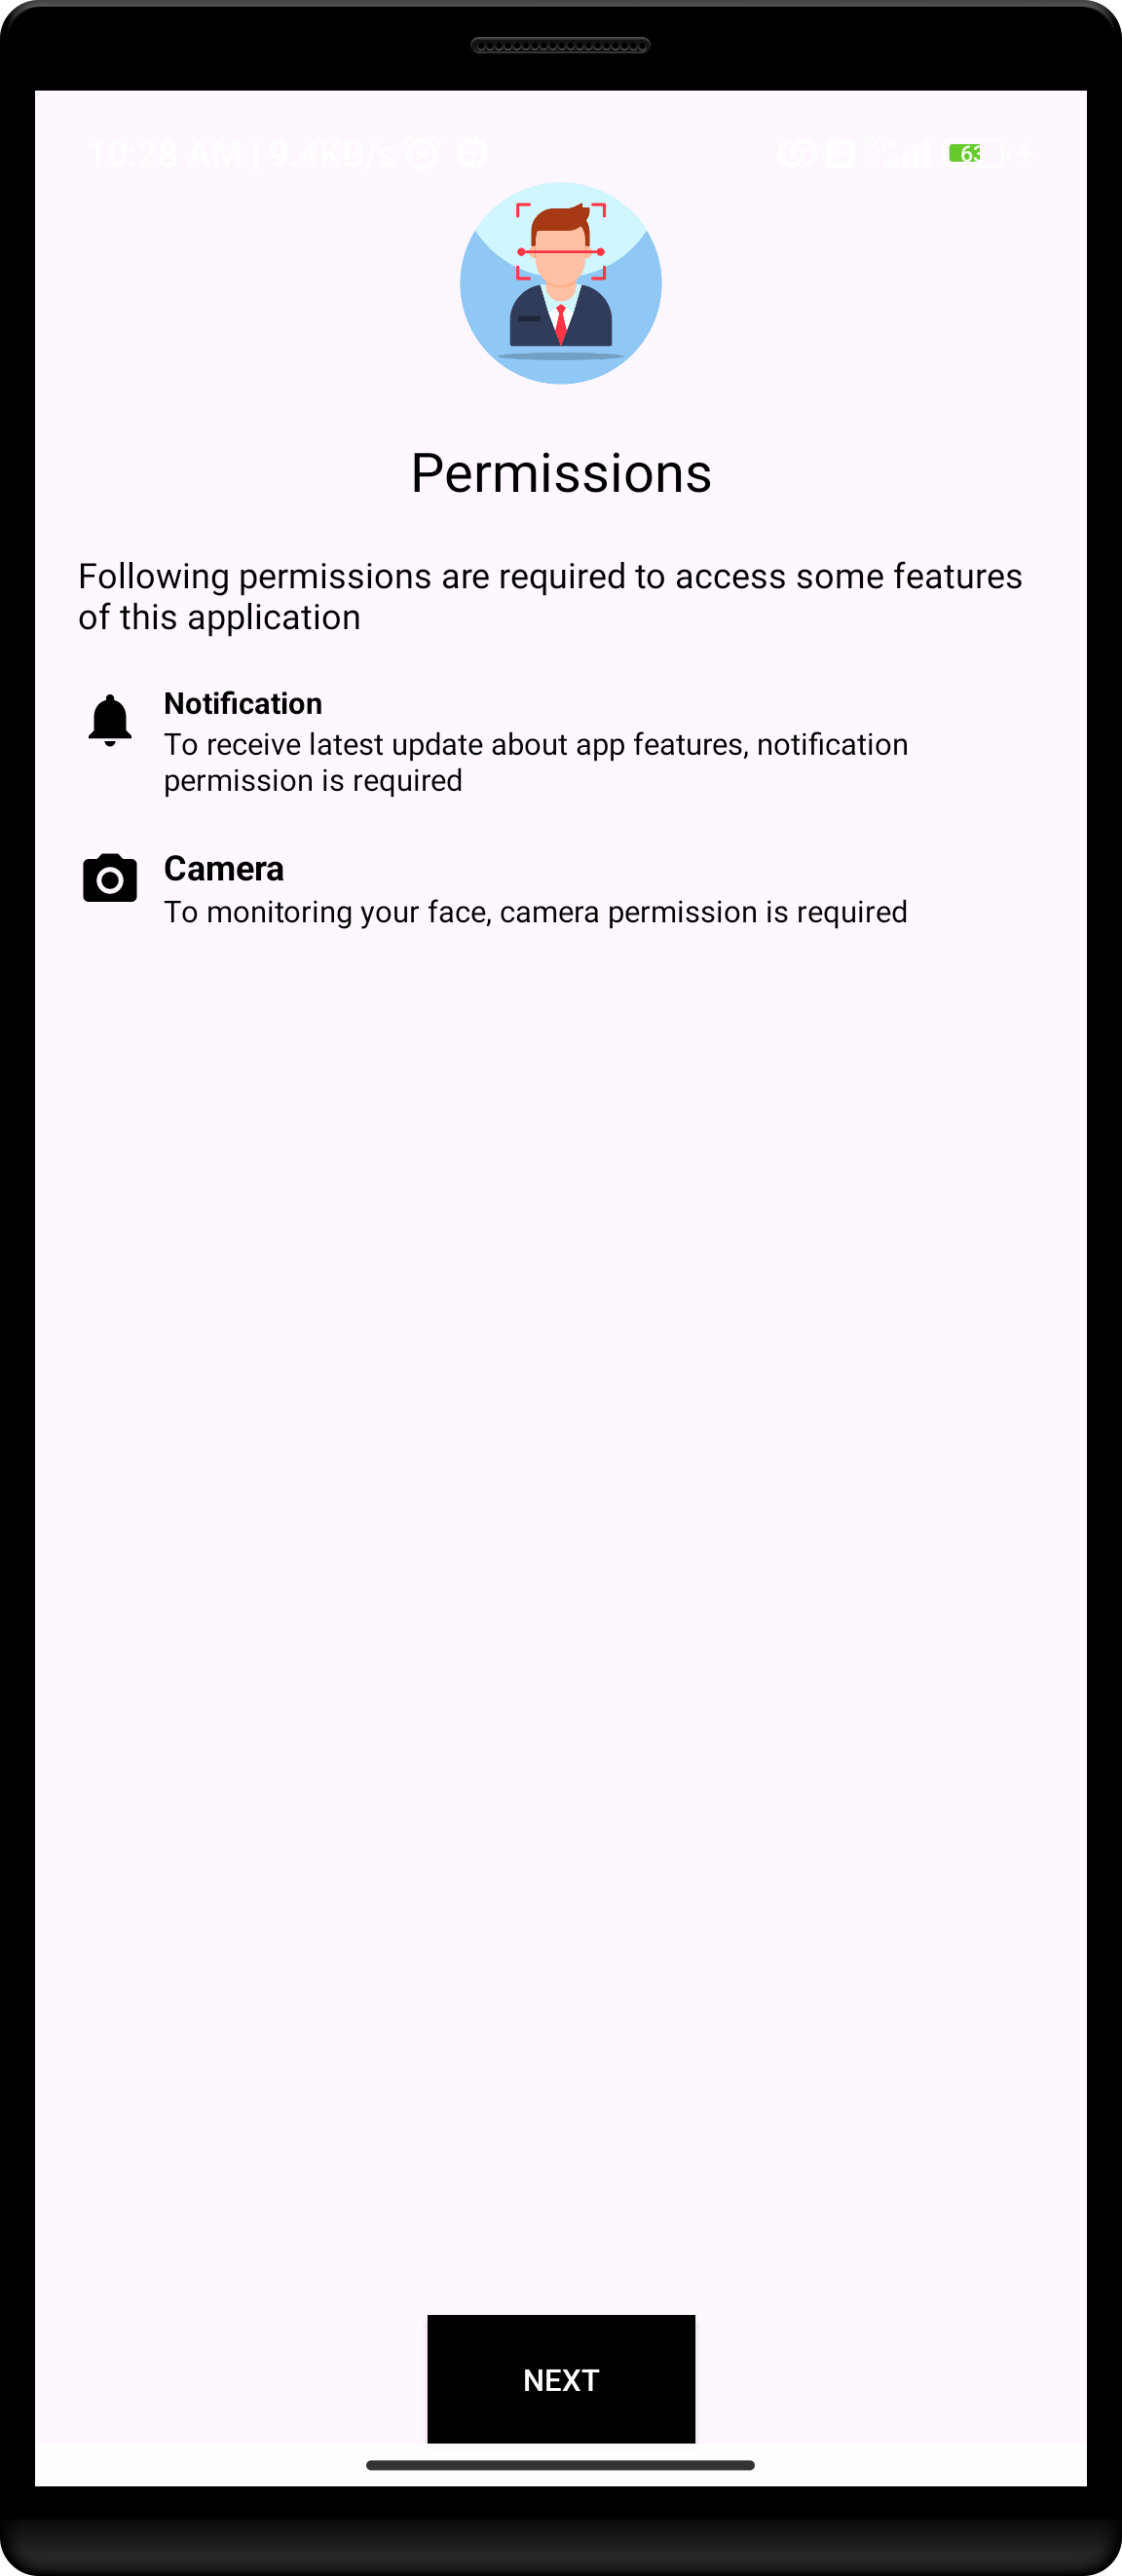 10:28 AM | 9.4KB/s
63
Permissions
Following permissions are required to access some features
of this application
Notification
To receive latest update about app features, notification
permission is required
Camera
To monitoring your face, camera permission is required
NEXT